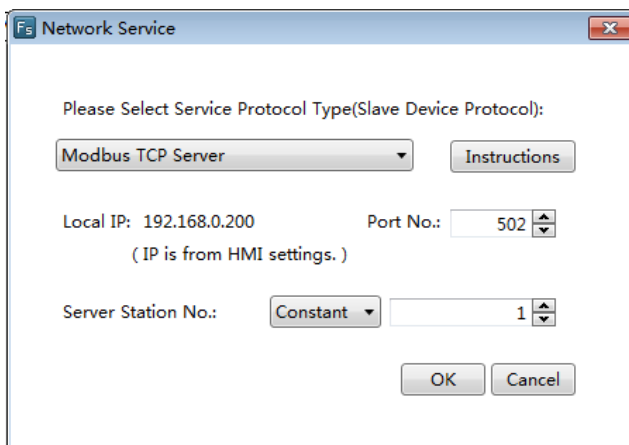 Fs Network Service
Please Select Service Protocol Type(Slave Device Protocol):
Modbus TCP Server Instructions
Local IP: 192.168.0.200 Port No.: 502
( IP is from HMI settings. )
Server Station No.: Constant 1
OK Cancel